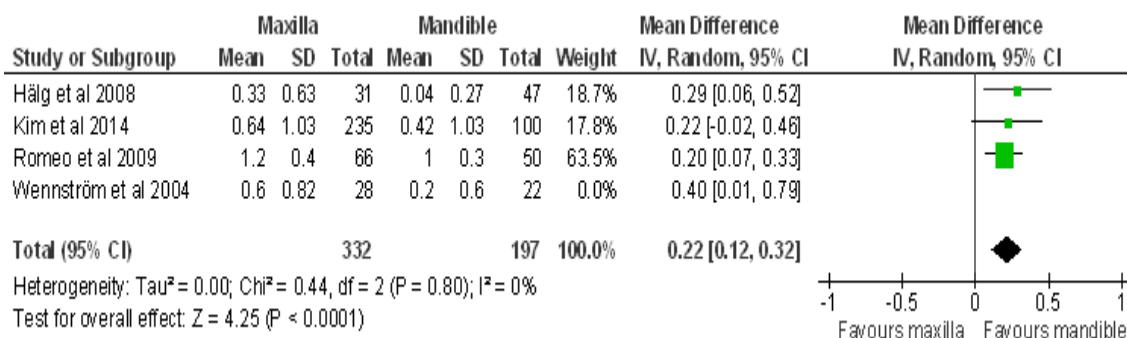 Maxilla Mandible Mean Difference Mean Difference
Study or Subgroup Mean SD Total Mean SD Total Weight IV, Random, 95% CI IV, Random, 95% CI
Hälg et al 2008 0.33 0.63 31 0.04 0.27 47 18.7% 0.29 [0.06, 0.52]
Kim et al 2014 0.64 1.03 235 0.42 1.03 100 17.8% 0.22 [-0.02, 0.46]
Romeo et al 2009 1.2 0.4 66 1 0.3 50 63.5% 0.20 [0.07, 0.33]
Wennström et al 2004 0.6 0.82 28 0.2 0.6 22 0.0% 0.40 [0.01, 0.79]
Total (95% CI) 332 197 100.0% 0.22 [0.12, 0.32]
Heterogeneity: Tau² = 0.00; Chi² = 0.44, df = 2 (P = 0.80); I² = 0%
Test for overall effect: Z = 4.25 (P < 0.0001)
-1 -0.5 0 0.5 1
Favours maxilla Favours mandible